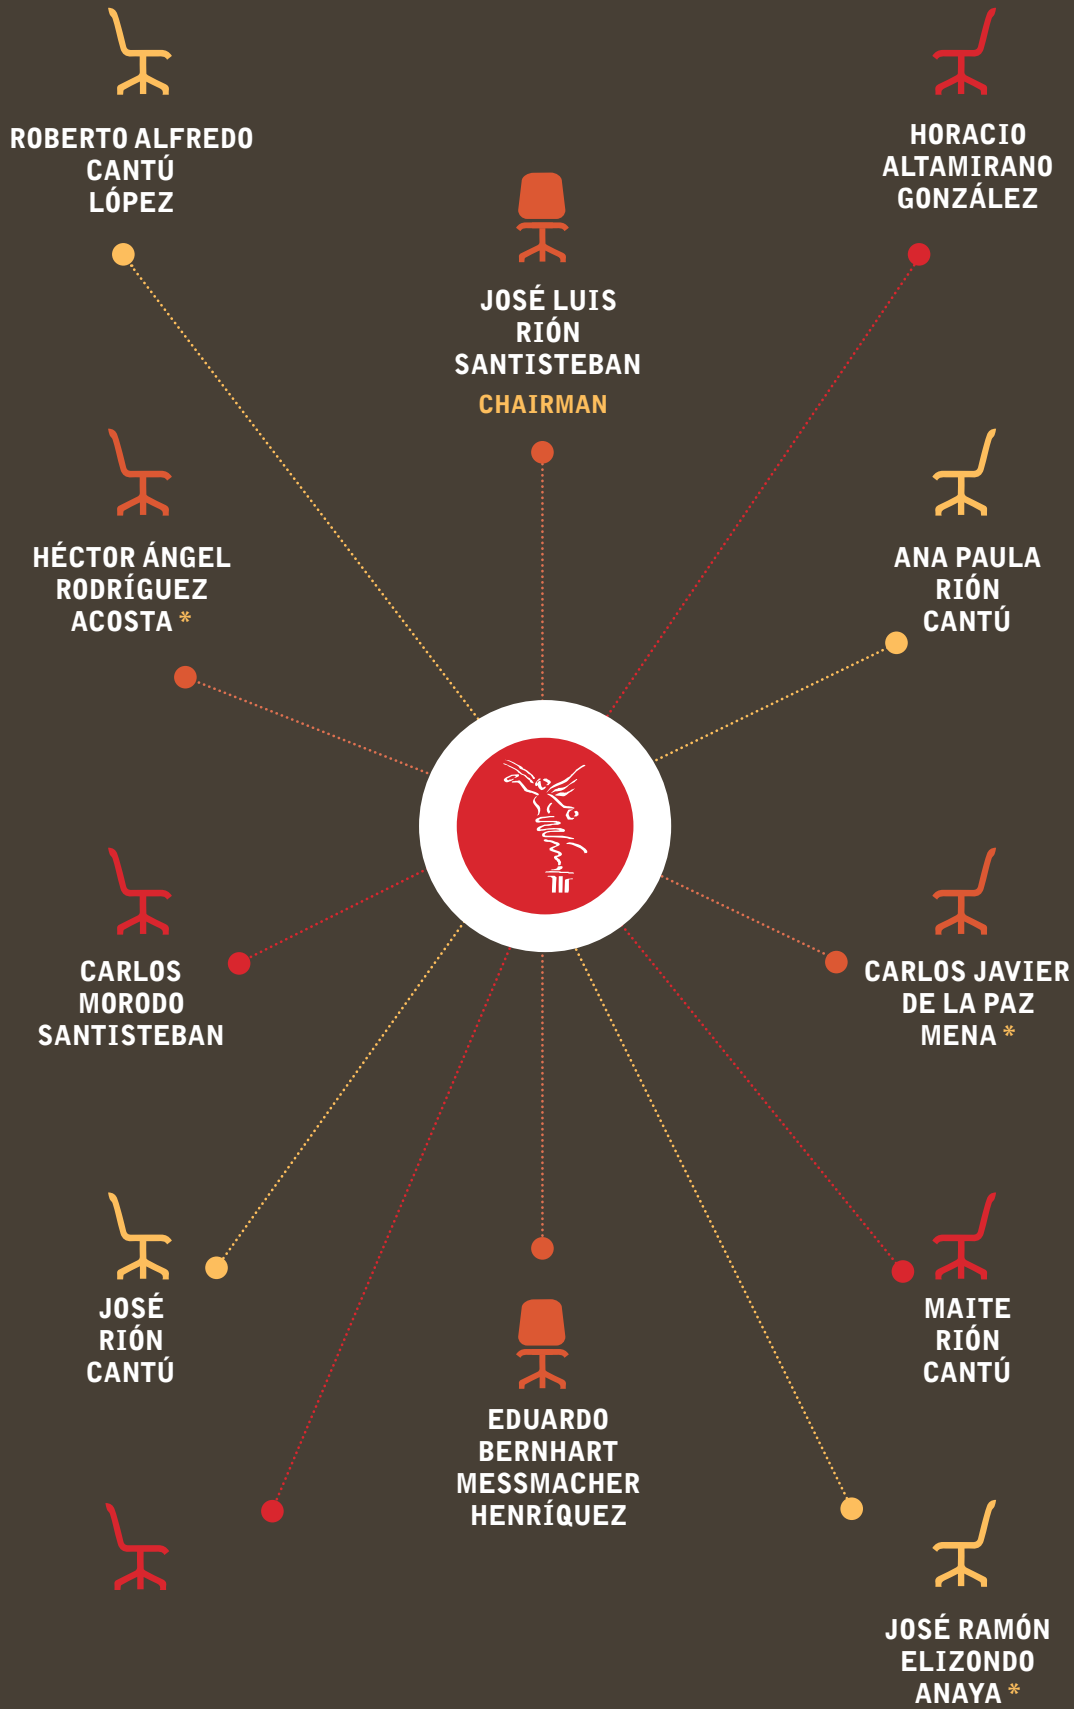 ROBERTO ALFREDO
CANTÚ
LÓPEZ
HORACIO
ALTAMIRANO
GONZÁLEZ
JOSÉ LUIS
RIÓN
SANTISTEBAN
CHAIRMAN
HÉCTOR ÁNGEL
RODRÍGUEZ
ACOSTA *
ANA PAULA
RIÓN
CANTÚ
CARLOS
MORODO
SANTISTEBAN
CARLOS JAVIER
DE LA PAZ
MENA *
JOSÉ
RIÓN
CANTÚ
MAITE
RIÓN
CANTÚ
EDUARDO
BERNHART
MESSMACHER
HENRÍQUEZ
JOSÉ RAMÓN
ELIZONDO
ANAYA *